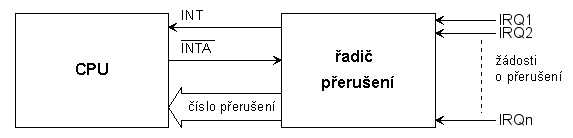 INT
IRQ1
IRQ2
INTA
CPU
řadič
přerušení
žádosti
o přerušení
číslo přerušení
IRQn